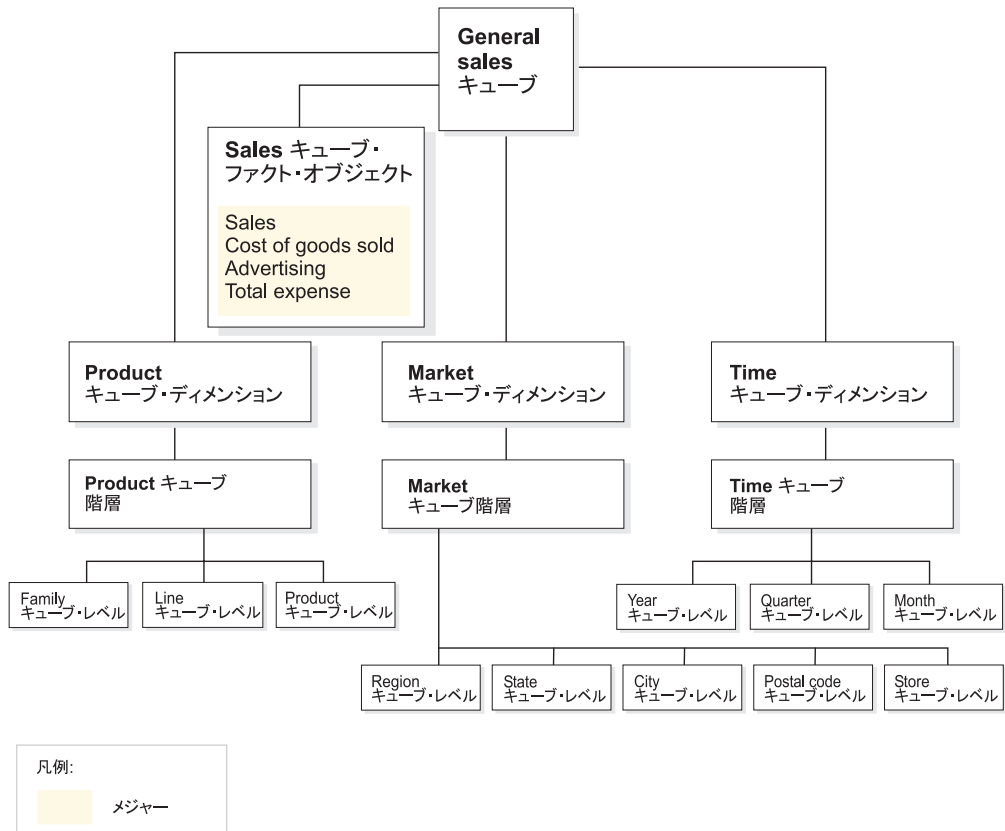 General
sales
キューブ
Sales キューブ・
ファクト・オブジェクト
Sales
Cost of goods sold
Advertising
Total expense
Product
キューブ・ディメンション
Market
キューブ・ディメンション
Time
キューブ・ディメンション
Product キューブ
階層
Market
キューブ階層
Time キューブ
階層
Family
キューブ・レベル
Line
キューブ・レベル
Product
キューブ・レベル
Year
キューブ・レベル
Quarter
キューブ・レベル
Month
キューブ・レベル
Region
キューブ・レベル
State
キューブ・レベル
City
キューブ・レベル
Postal code
キューブ・レベル
Store
キューブ・レベル
凡例:
メジャー